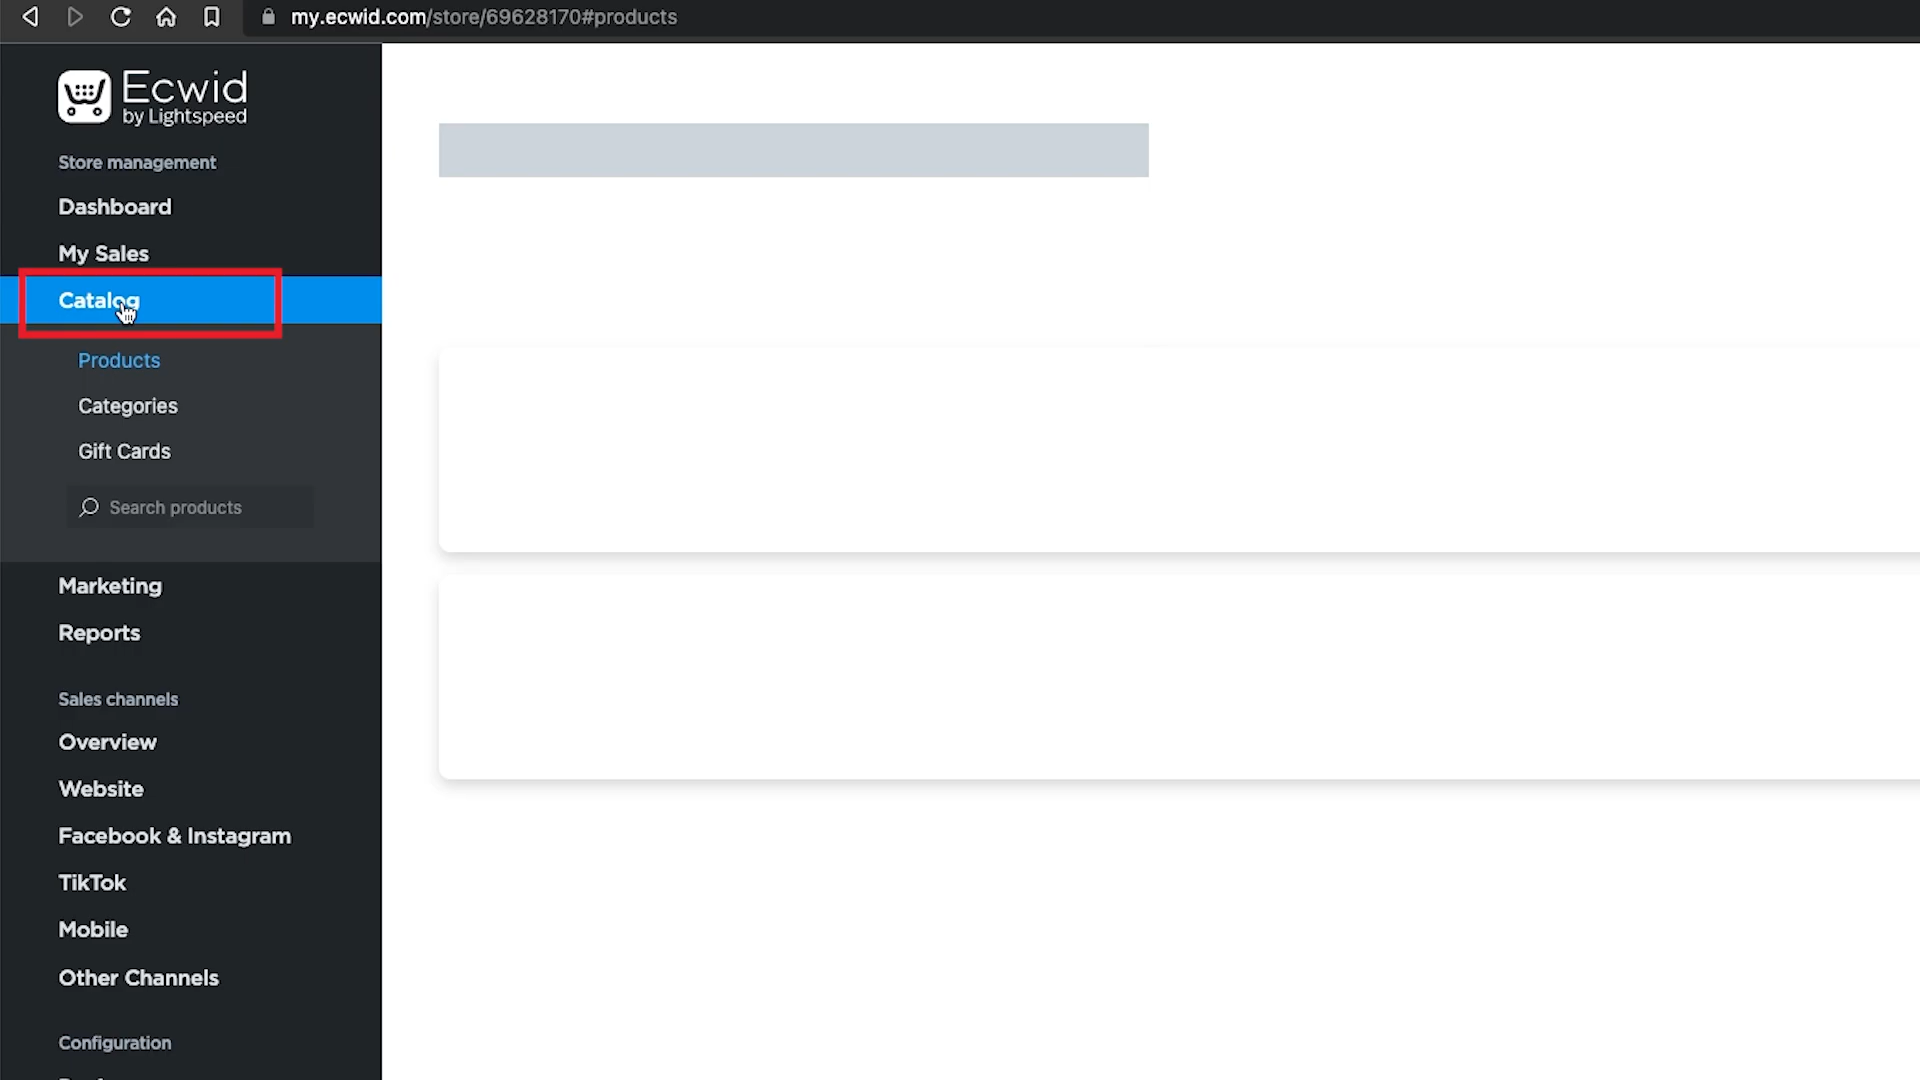 my.ecwid.com/store/69628170#products
Ecwid
by Lightspeed
Store management
Dashboard
My Sales
Catalog
Products
Categories
Gift Cards
Search products
Marketing
Reports
Sales channels
Overview
Website
Facebook & Instagram
TikTok
Mobile
Other Channels
Configuration